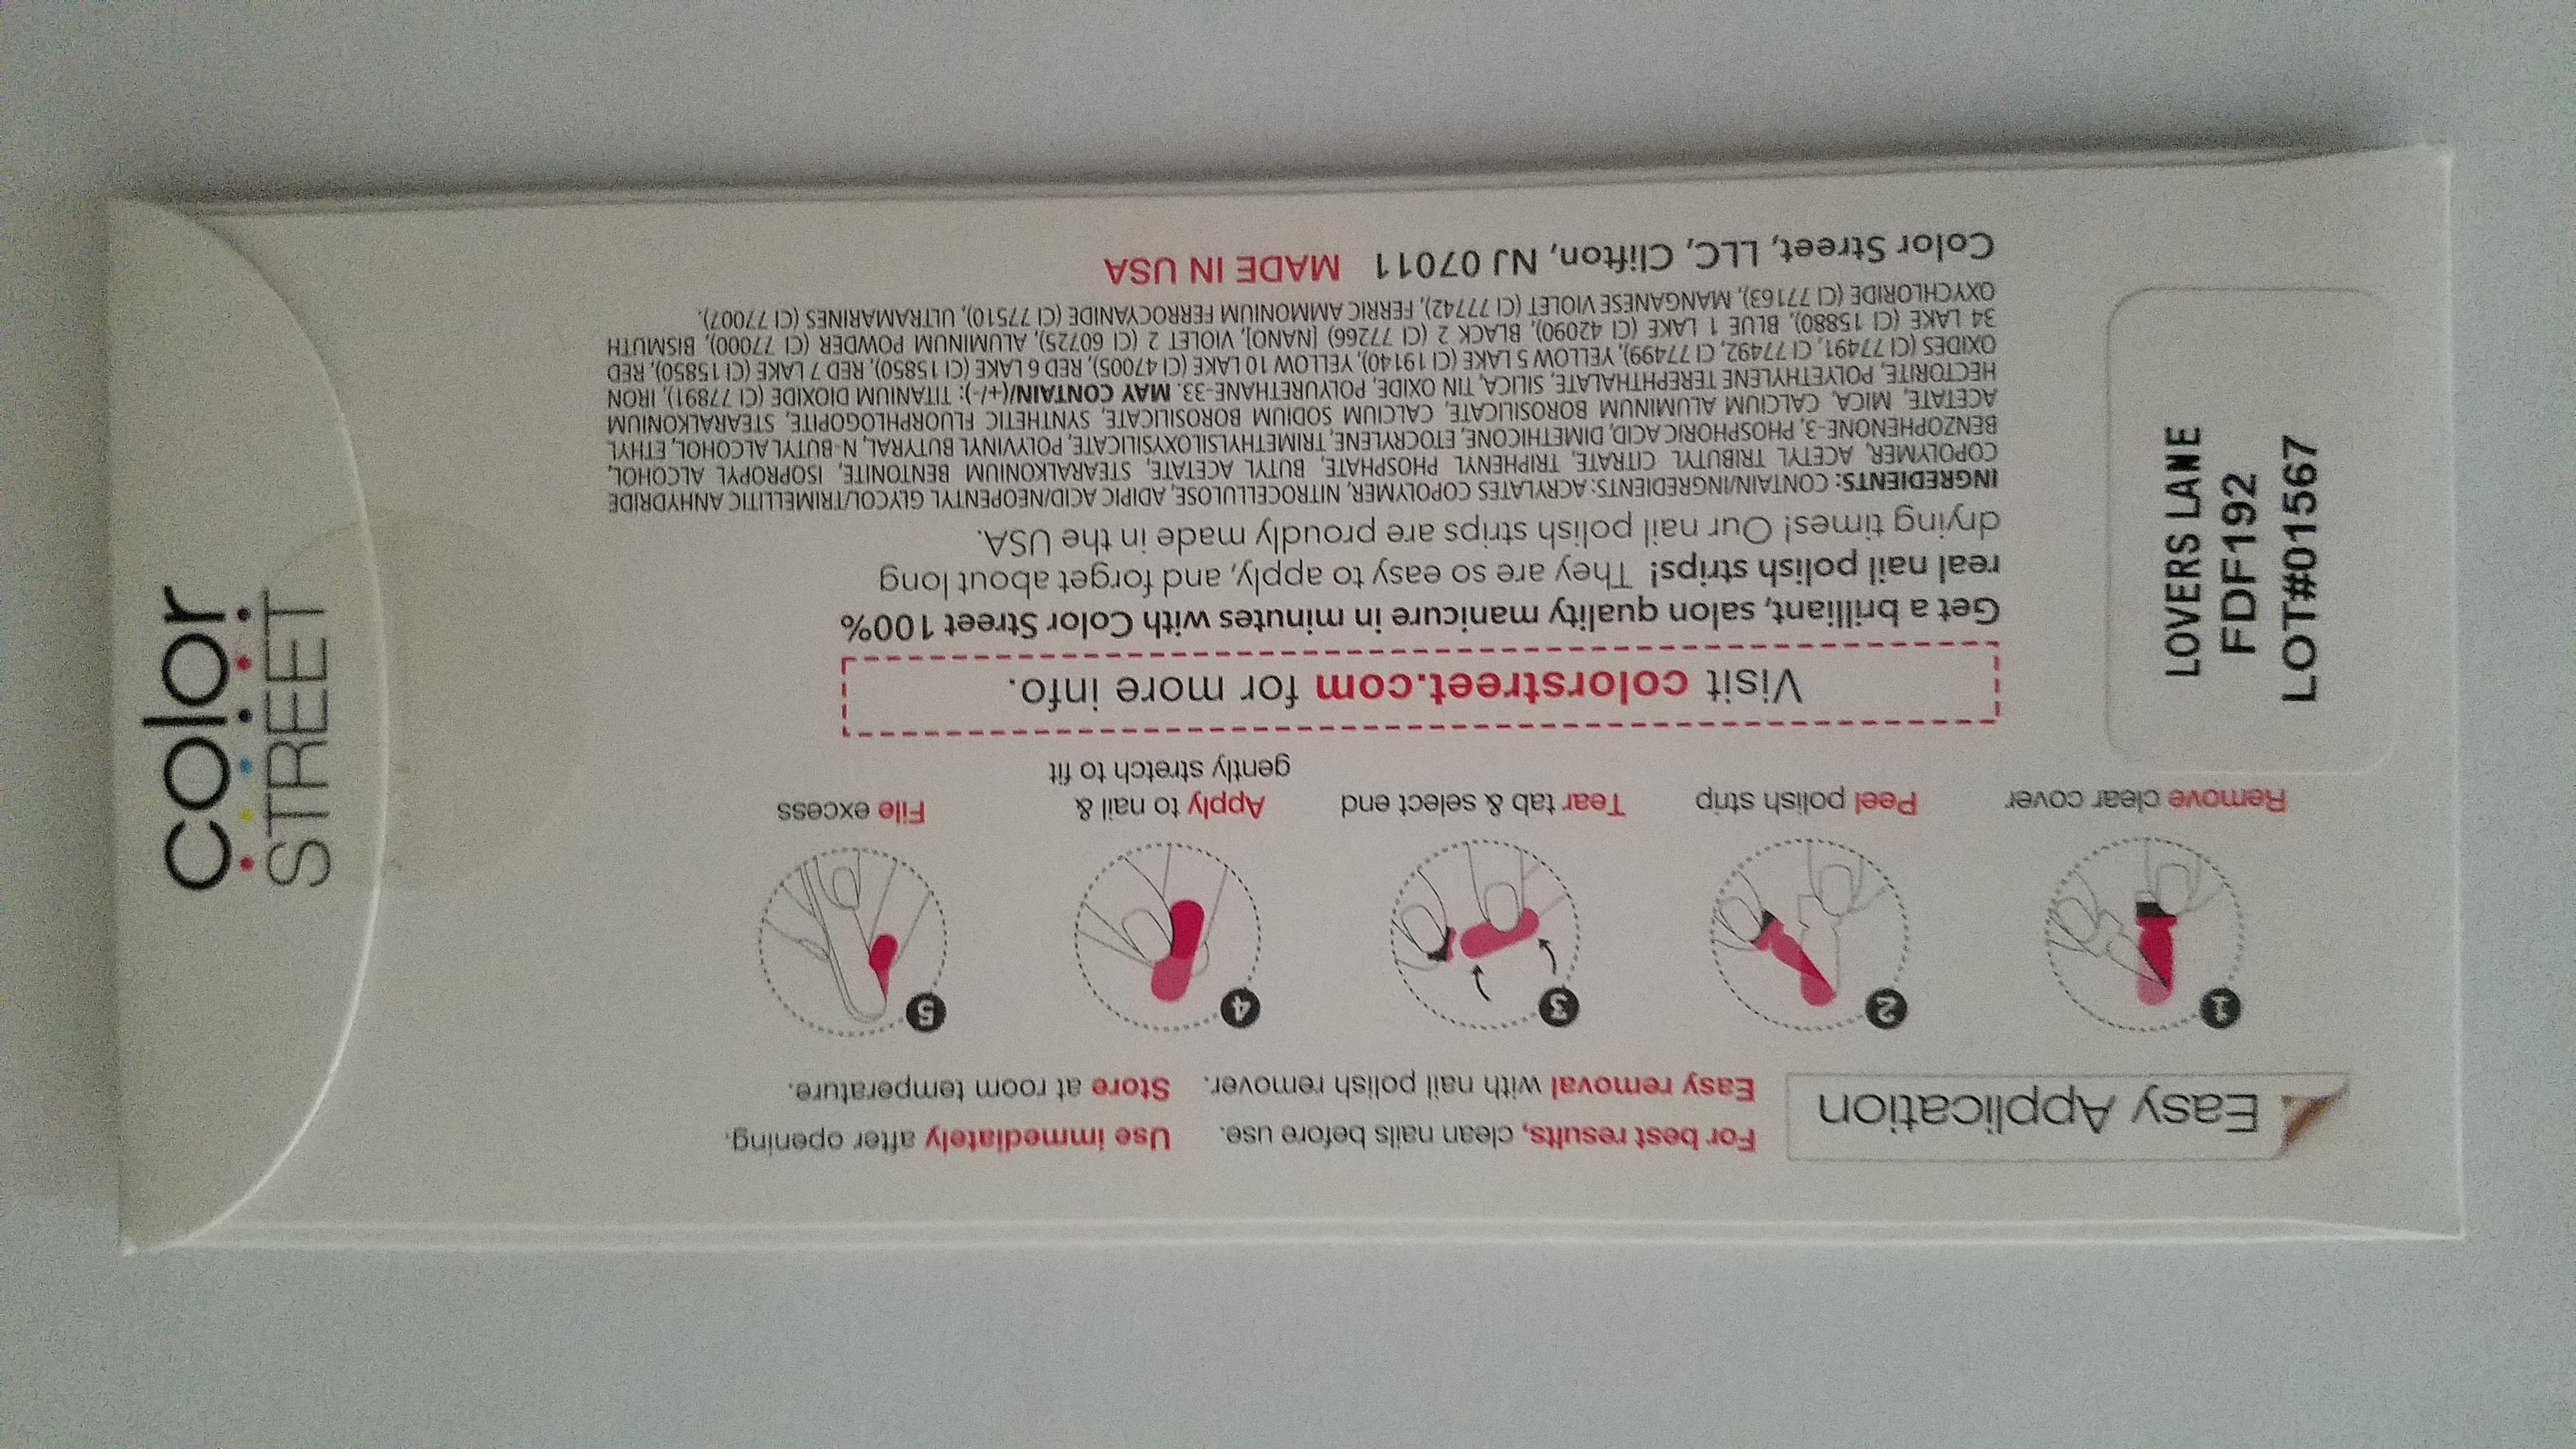 Easy Application
For best results, clean nails before use.
Easy removal with nail polish remover.
Use immediately after opening.
Store at room temperature.
1
Remove clear cover
2
Peel polish strip
3
Tear tab & select end
4
Apply to nail &
gently stretch to fit
5
File excess
Visit colorstreet.com for more info.
Get a brilliant, salon quality manicure in minutes with Color Street 100%
real nail polish strips! They are so easy to apply, and forget about long
drying times! Our nail polish strips are proudly made in the USA.
INGREDIENTS: CONTAIN/INGREDIENTS: ACRYLATES COPOLYMER, NITROCELLULOSE, ADIPIC ACID/NEOPENTYL GLYCOL/TRIMELLITIC ANHYDRIDE
COPOLYMER, ACETYL TRIBUTYL CITRATE, TRIPHENYL PHOSPHATE, BUTYL ACETATE, STEARALKONIUM BENTONITE, ISOPROPYL ALCOHOL,
BENZOPHENONE-3, PHOSPHORIC ACID, DIMETHICONE, ETOCRYLENE, TRIMETHYLSILOXYSILICATE, POLYVINYL BUTYRAL, N-BUTYL ALCOHOL, ETHYL
ACETATE, MICA, CALCIUM ALUMINUM BOROSILICATE, CALCIUM SODIUM BOROSILICATE, SYNTHETIC FLUORPHLOGOPITE, STEARALKONIUM
HECTORITE, POLYETHYLENE TEREPHTHALATE, SILICA, TIN OXIDE, POLYURETHANE-33. MAY CONTAIN/(+/-): TITANIUM DIOXIDE (CI 77891), IRON
OXIDES (CI 77491, CI 77492, CI 77499), YELLOW 5 LAKE (CI 19140), YELLOW 10 LAKE (CI 47005), RED 6 LAKE (CI 15850), RED 7 LAKE (CI 15850), RED
34 LAKE (CI 15880), BLUE 1 LAKE (CI 42090), BLACK 2 (CI 77266) [NANO], VIOLET 2 (CI 60725), ALUMINUM POWDER (CI 77000), BISMUTH
OXYCHLORIDE (CI 77163), MANGANESE VIOLET (CI 77742), FERRIC AMMONIUM FERROCYANIDE (CI 77510), ULTRAMARINES (CI 77007).
Color Street, LLC, Clifton, NJ 07011 MADE IN USA
LOVERS LANE
FDF192
LOT#01567
color
STREET